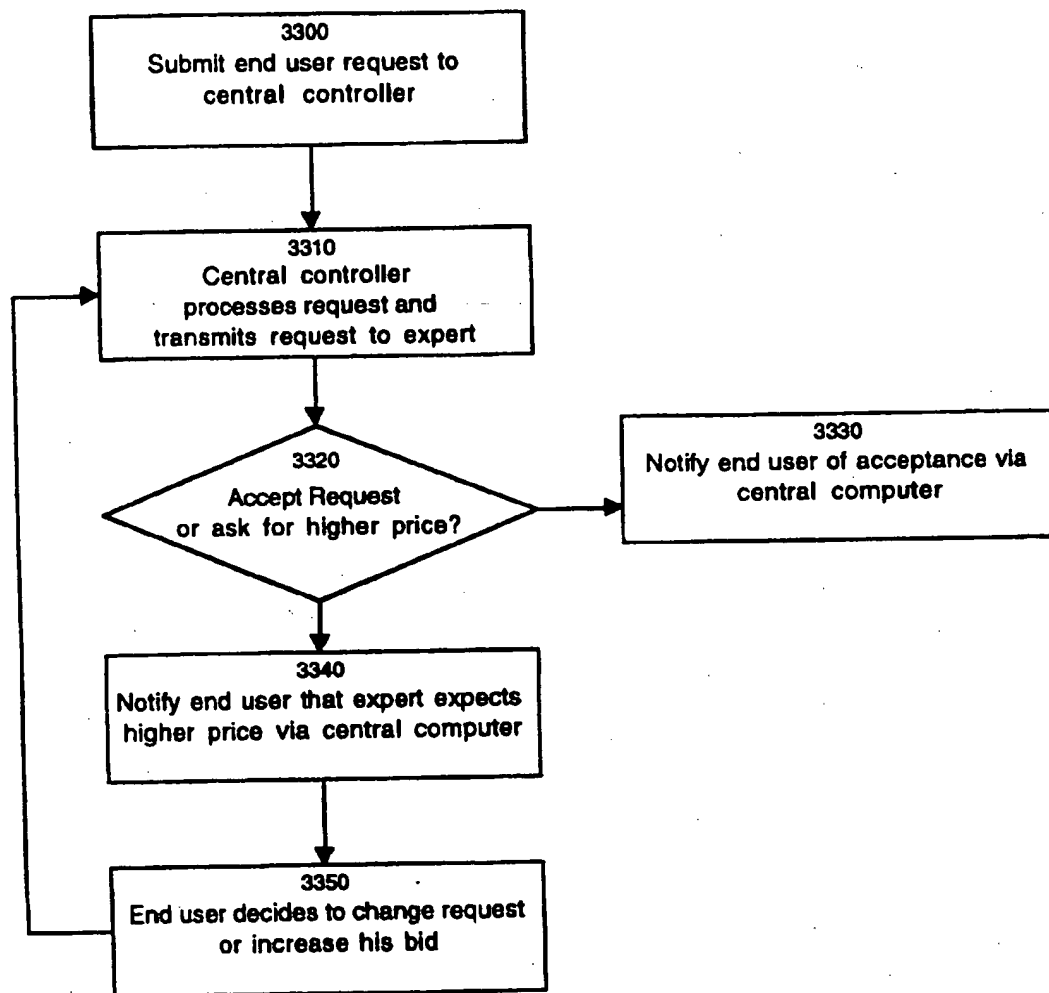 3300
Submit end user request to
central controller
3310
Central controller
processes request and
transmits request to expert
3320
Accept Request
or ask for higher price?
3330
Notify end user of acceptance via
central computer
3340
Notify end user that expert expects
higher price via central computer
3350
End user decides to change request
or increase his bid